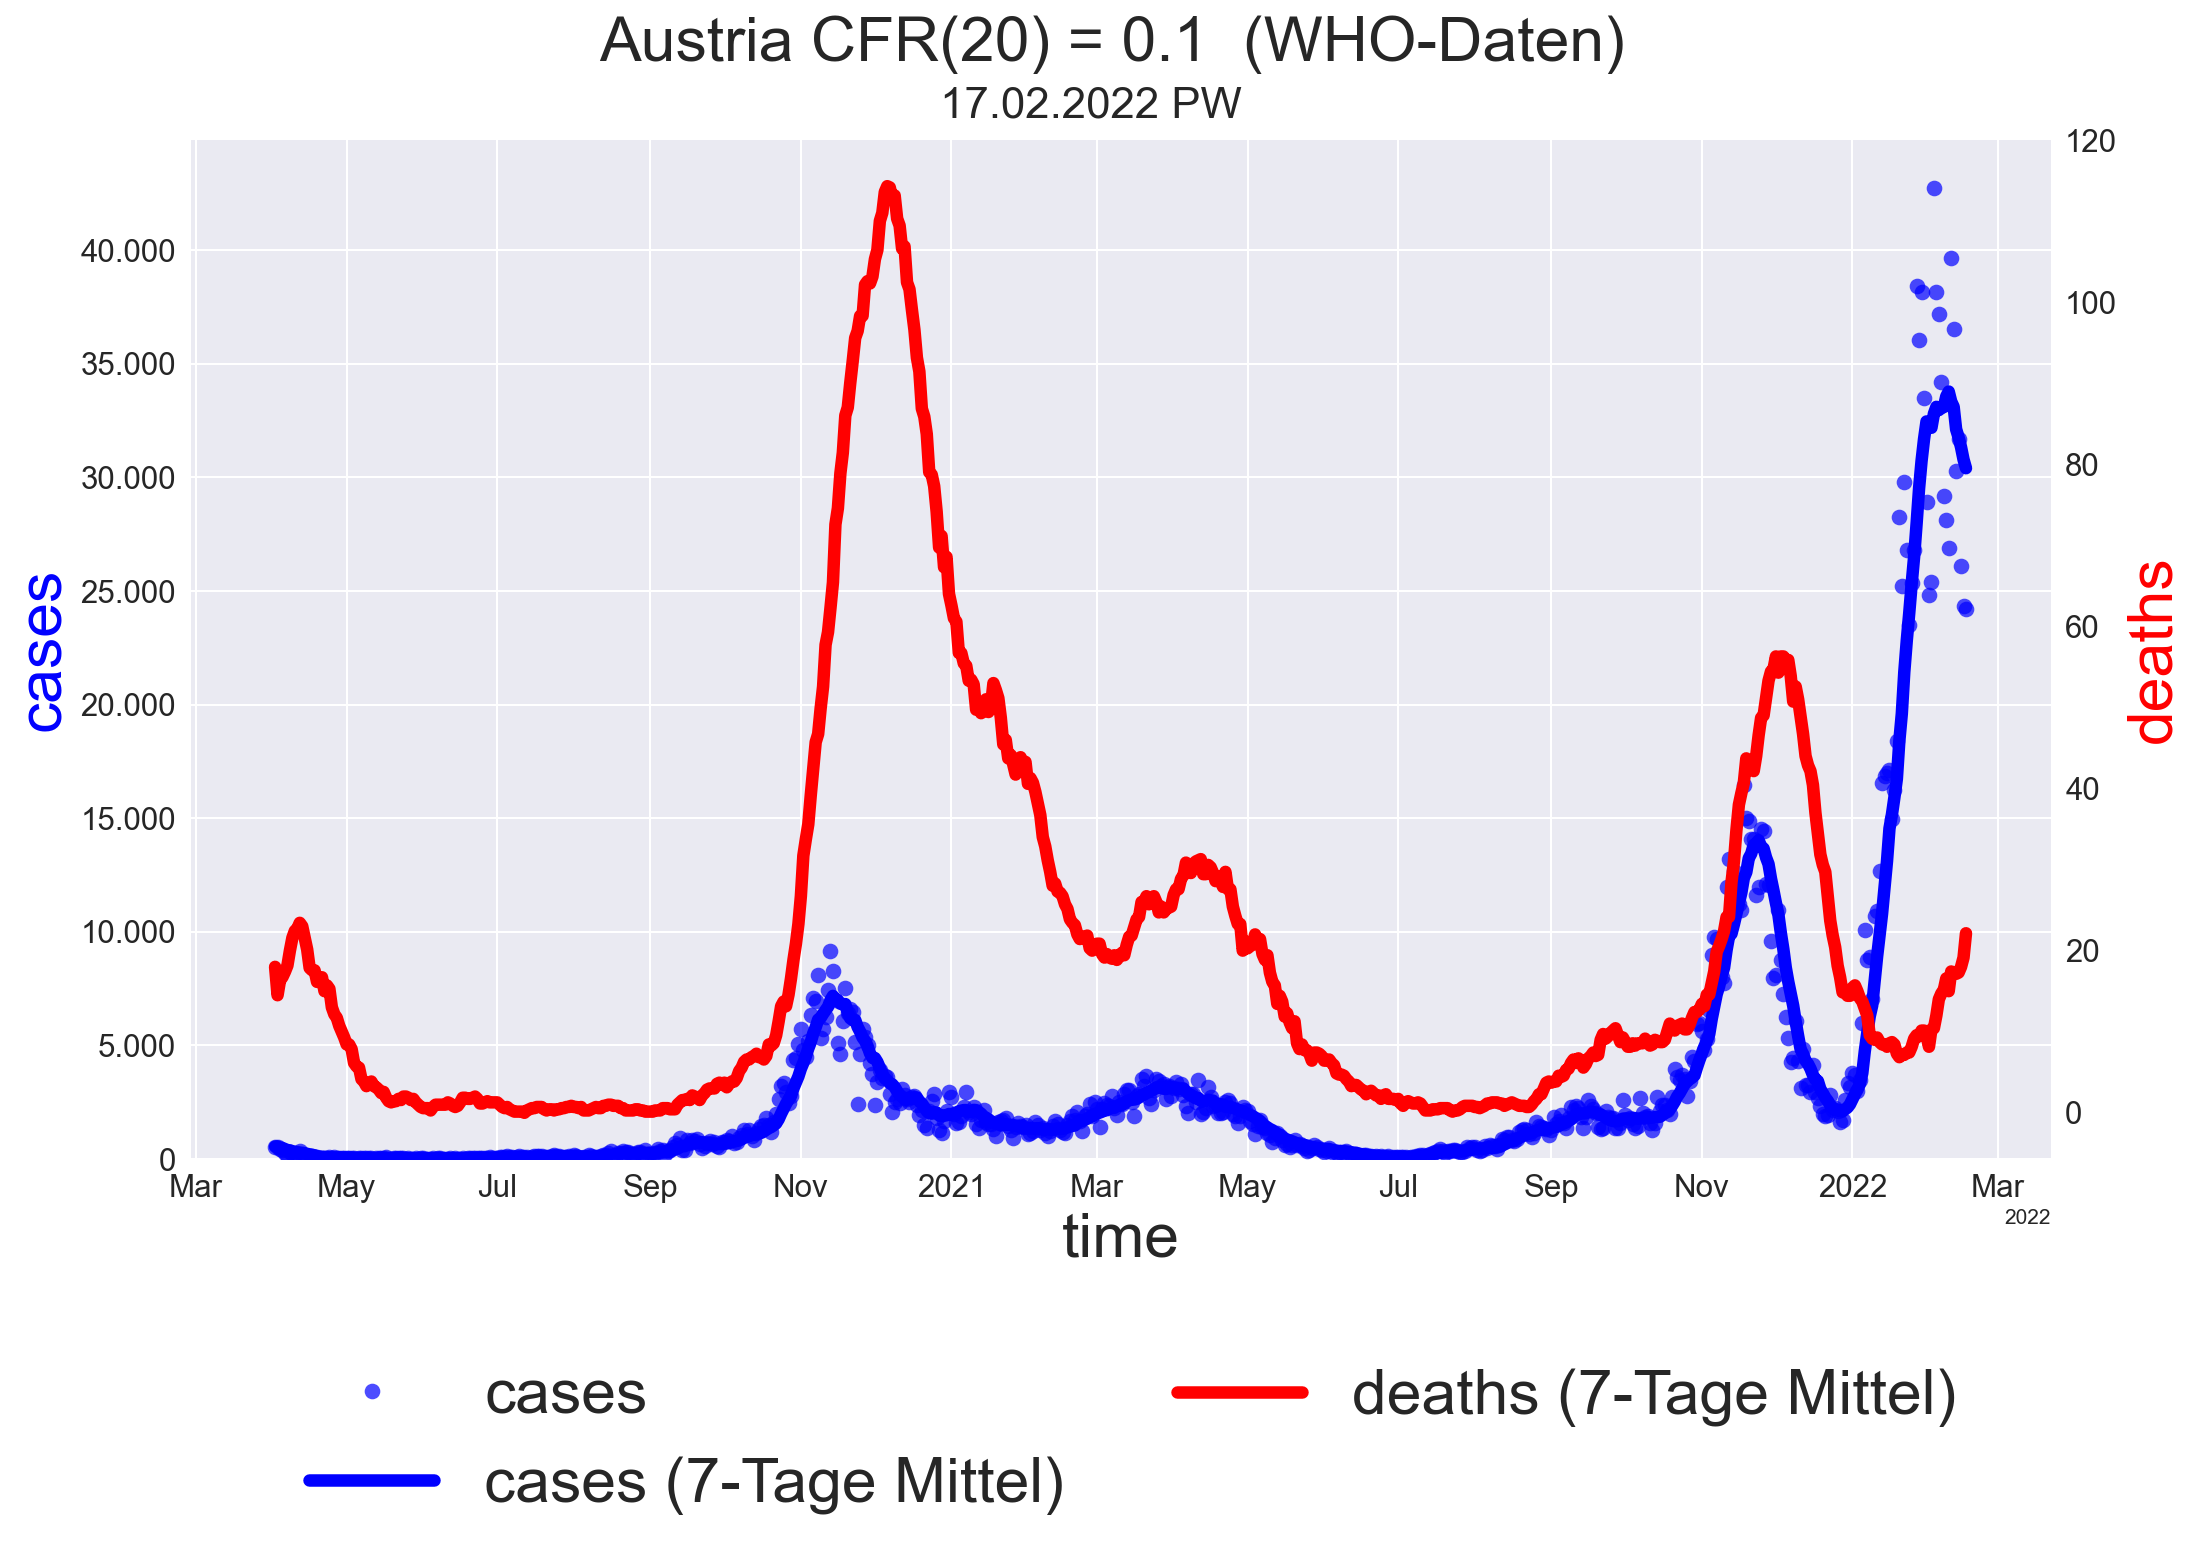 Austria CFR(20) = 0.1 (WHO-Daten)
17.02.2022 PW
cases
40.000
35.000
30.000
25.000
20.000
15.000
10.000
5.000
0
120
100
80
60
40
20
0
deaths
Mar May Jul Sep Nov 2021 Mar May Jul Sep Nov 2022 Mar
2022
time
cases
cases (7-Tage Mittel)
deaths (7-Tage Mittel)